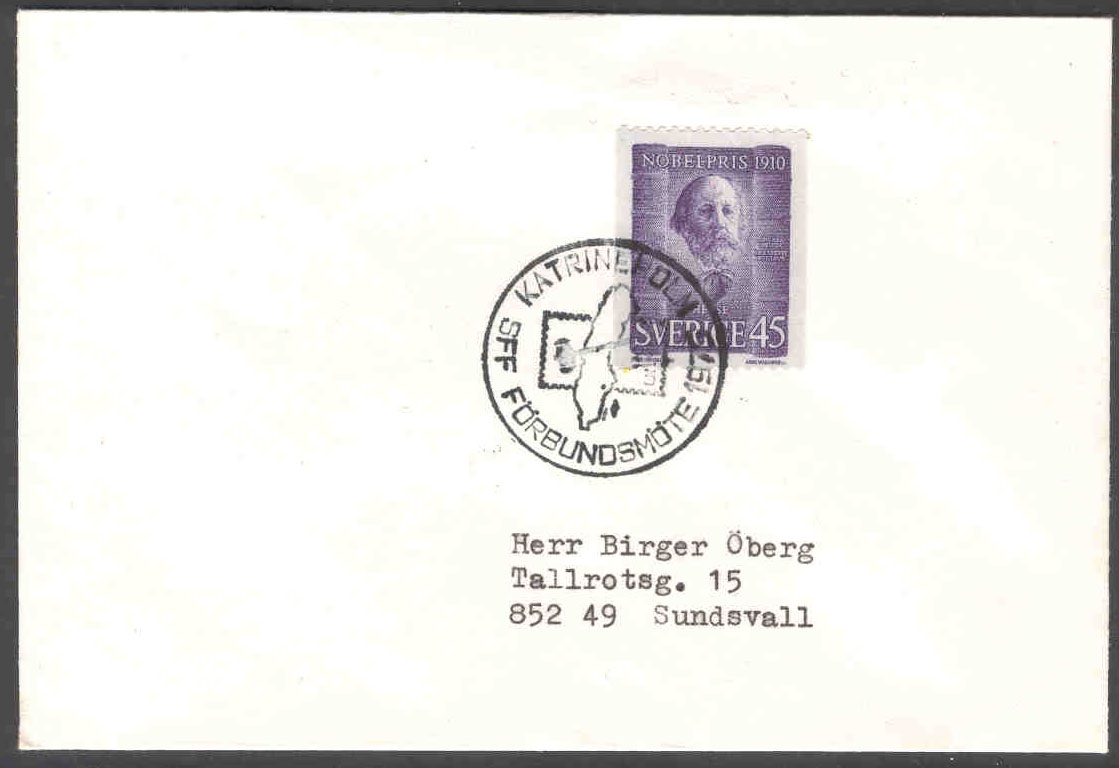 NOBELPRIS 1910
SVERIGE 45
KATRINEHOLM
SFF FÖRBUNDSMÖTE
Herr Birger Öberg
Tallrotsg. 15
852 49 Sundsvall